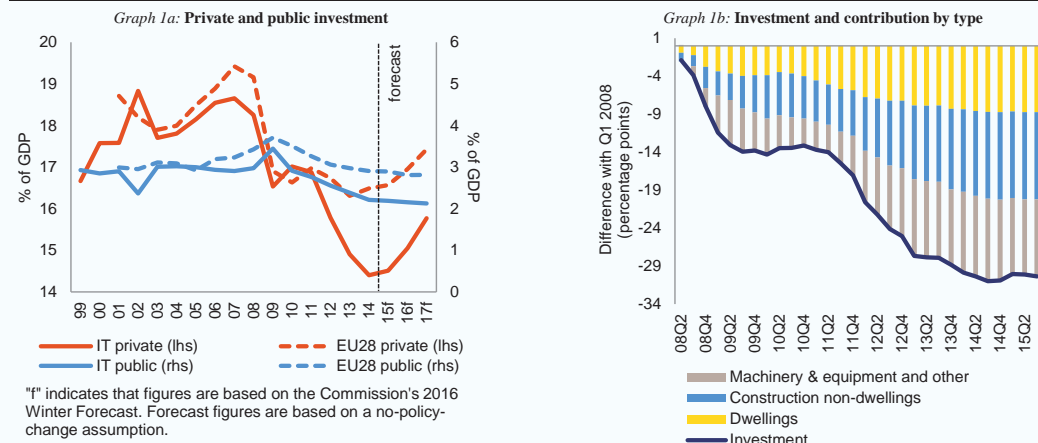 Graph 1a: Private and public investment
20
19
18
17
16
15
14
% of GDP
6
5
4
3
2
1
0
% of GDP
forecast
99 00 01 02 03 04 05 06 07 08 09 10 11 12 13 14 15f 16f 17f
IT private (lhs) EU28 private (lhs)
IT public (rhs) EU28 public (rhs)
"f" indicates that figures are based on the Commission's 2016
Winter Forecast. Forecast figures are based on a no-policy-
change assumption.
Graph 1b: Investment and contribution by type
1
-4
-9
-14
-19
-24
-29
-34
Difference with Q1 2008
(percentage points)
08Q2 08Q4 09Q2 09Q4 10Q2 10Q4 11Q2 11Q4 12Q2 12Q4 13Q2 13Q4 14Q2 14Q4 15Q2
Machinery & equipment and other
Construction non-dwellings
Dwellings
Investment